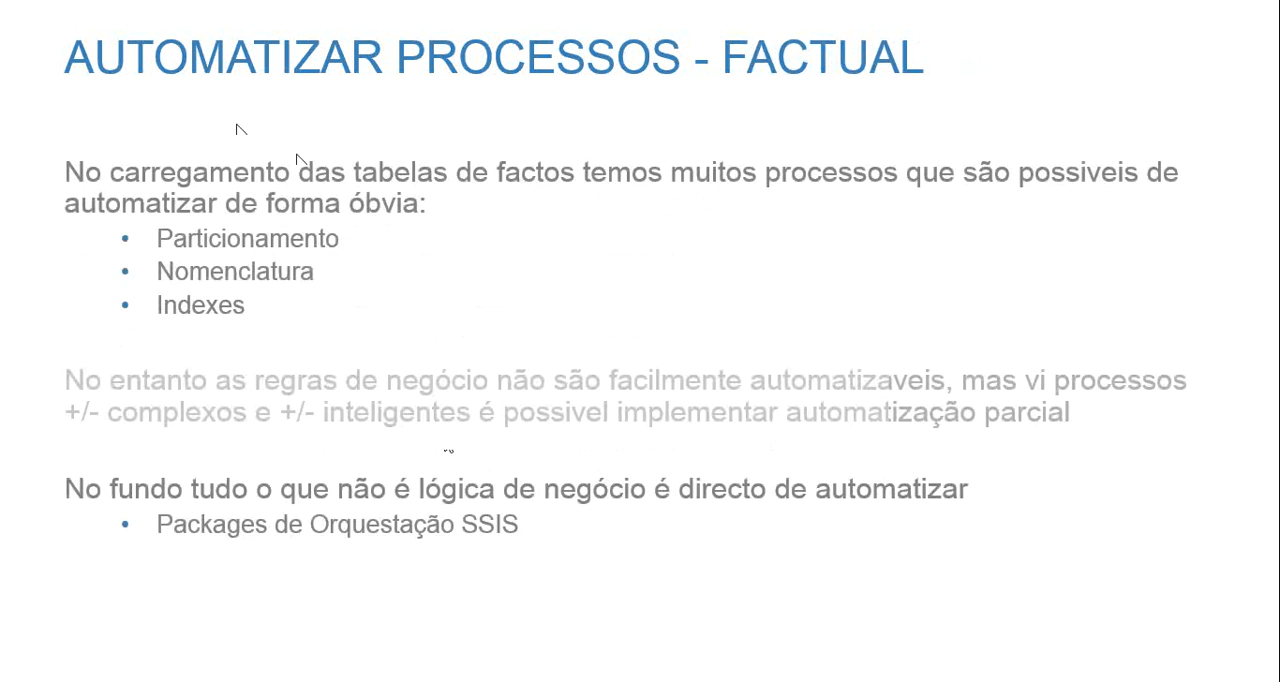 AUTOMATIZAR PROCESSOS - FACTUAL
No carregamento das tabelas de factos temos muitos processos que são possiveis de
automatizar de forma óbvia:
• Particionamento
• Nomenclatura
• Indexes
No entanto as regras de negócio não são facilmente automatizaveis, mas vi processos
+/- complexos e +/- inteligentes é possivel implementar automatização parcial
No fundo tudo o que não é lógica de negócio é directo de automatizar
• Packages de Orquestação SSIS